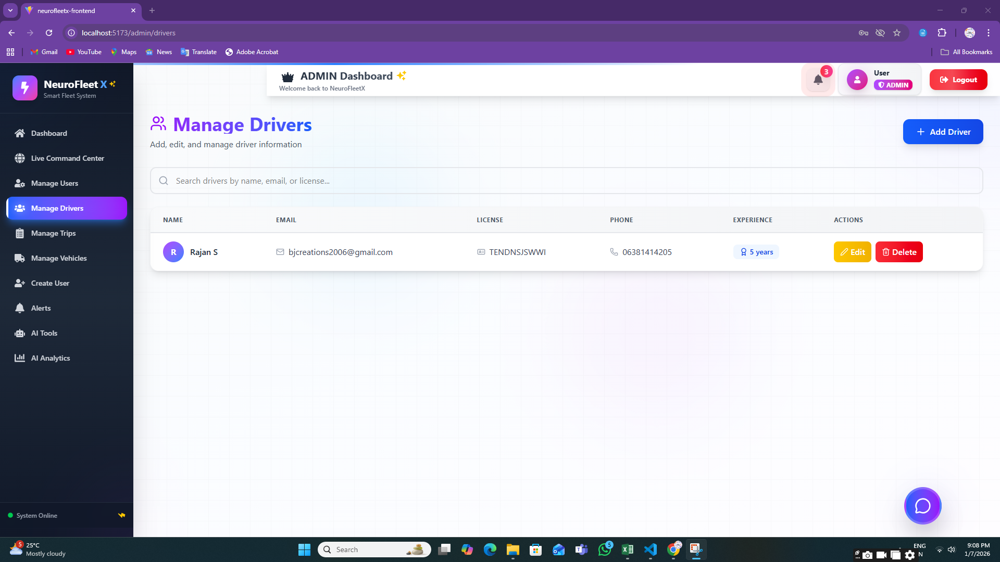 neurofleetx-frontend
localhost:5173/admin/drivers
Gmail
YouTube
Maps
News
Translate
Adobe Acrobat
All Bookmarks
NeuroFleet X
Smart Fleet System
ADMIN Dashboard
Welcome back to NeuroFleetX
3
User
ADMIN
Logout
Dashboard
Live Command Center
Manage Users
Manage Drivers
Manage Trips
Manage Vehicles
Create User
Alerts
AI Tools
AI Analytics
System Online
Manage Drivers
Add, edit, and manage driver information
Add Driver
Search drivers by name, email, or license...
NAME EMAIL LICENSE PHONE EXPERIENCE ACTIONS
R Rajan S bjcreations2006@gmail.com TENDNSJSWWI 06381414205 5 years Edit Delete
5
25°C
Mostly cloudy
Search
5
ENG
N
9:08 PM
1/7/2026